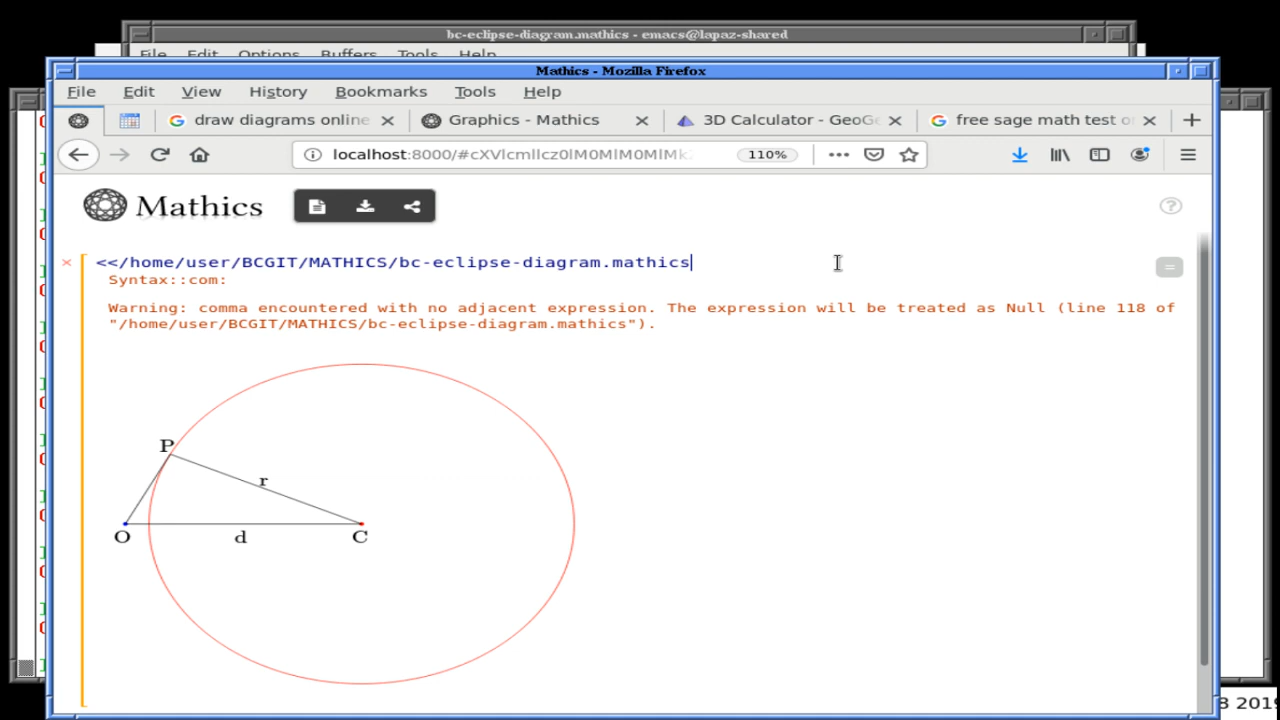 bc-eclipse-diagram.mathics - emacs@lapaz-shared
File Edit Options Buffers Tools Help
Mathics - Mozilla Firefox
File Edit View History Bookmarks Tools Help
draw diagrams online
Graphics - Mathics
3D Calculator - GeoGe
free sage math test o
localhost:8000/#cXVlcmllcz0lM0MlM0MlMk
110%
Mathics
<</home/user/BCGIT/MATHICS/bc-eclipse-diagram.mathics
Syntax::com:
Warning: comma encountered with no adjacent expression. The expression will be treated as Null (line 118 of
"/home/user/BCGIT/MATHICS/bc-eclipse-diagram.mathics").
P
r
O
d
C
8 201